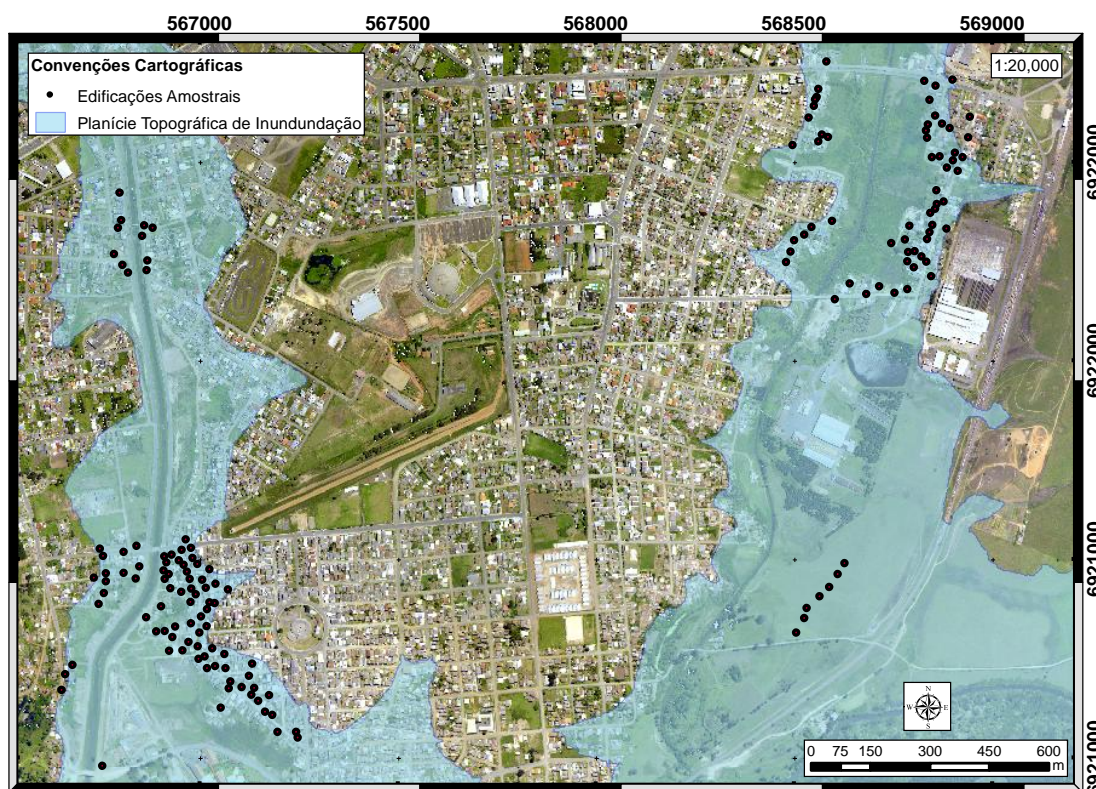 567000 567500 568000 568500 569000
Convenções Cartográficas
Edificações Amostrais
Planície Topográfica de Inundundação
1:20,000
6922000
6922000
6921000
6921000
N
W E
S
0 75 150 300 450 600
m